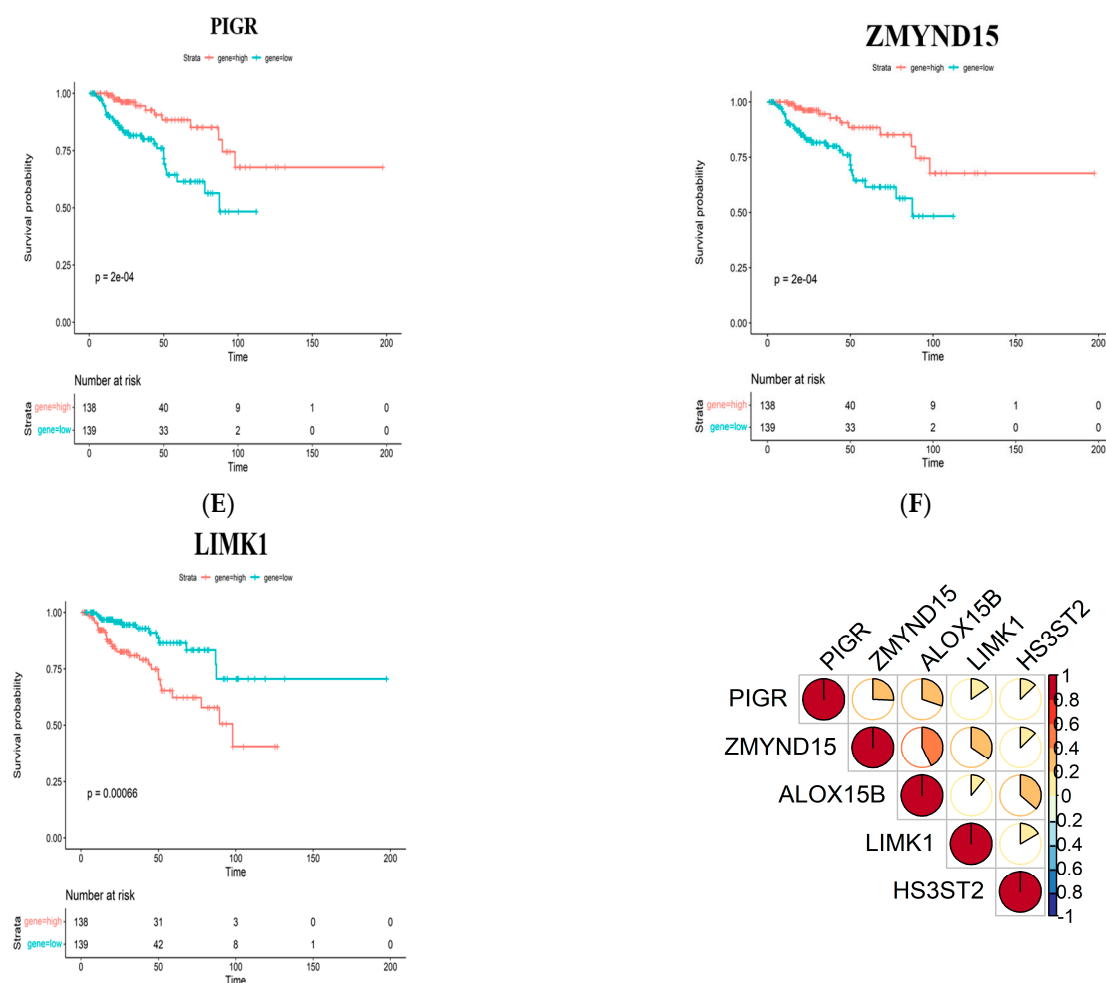 PIGR
Strata gene=high gene=low
1.00
0.75
0.50
0.25
0.00
Survival probability
p = 2e-04
0 50 100 150 200
Time
Number at risk
Strata
gene=high 138 40 9 1 0
gene=low 139 33 2 0 0
0 50 100 150 200
Time
ZMYND15
Strata gene=high gene=low
1.00
0.75
0.50
0.25
0.00
Survival probability
p = 2e-04
0 50 100 150 200
Time
Number at risk
Strata
gene=high 138 40 9 1 0
gene=low 139 33 2 0 0
0 50 100 150 200
Time
(E)
(F)
LIMK1
Strata gene=high gene=low
1.00
0.75
0.50
0.25
0.00
Survival probability
p = 0.00066
0 50 100 150 200
Time
Number at risk
Strata
gene=high 138 31 3 0 0
gene=low 139 42 8 1 0
0 50 100 150 200
Time
PIGR
ZMYND15
ALOX15B
LIMK1
HS3ST2
PIGR
ZMYND15
ALOX15B
LIMK1
HS3ST2
1
0.8
0.6
0.4
0.2
0
-0.2
-0.4
-0.6
-0.8
-1